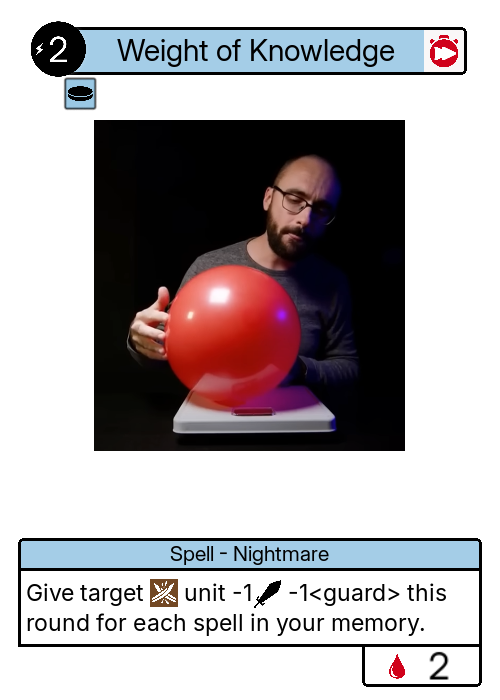 2 Weight of Knowledge
Spell - Nightmare
Give target unit -1 -1<guard> this
round for each spell in your memory.
2